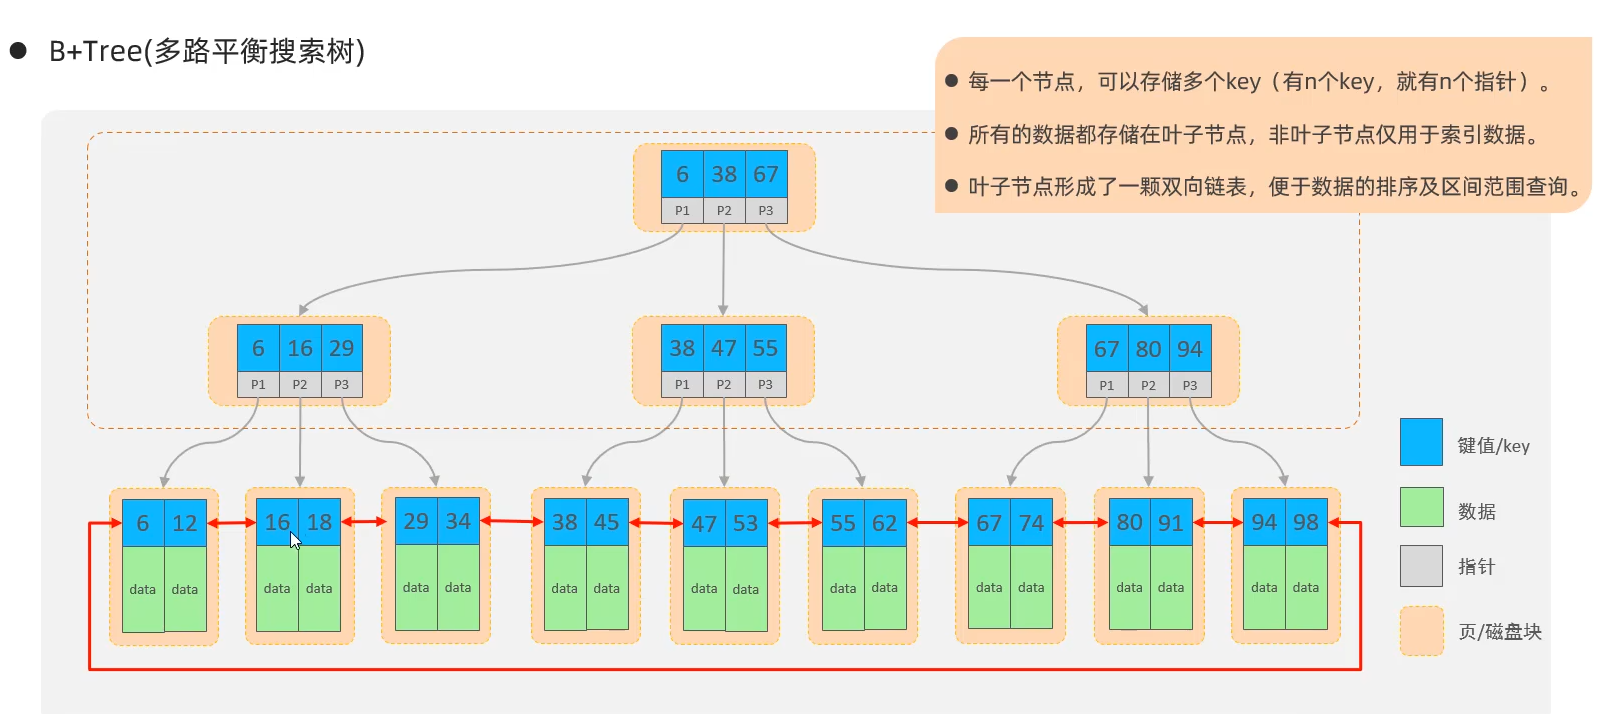 B+Tree(多路平衡搜索树)
每一个节点，可以存储多个key（有n个key，就有n个指针）。
所有的数据都存储在叶子节点，非叶子节点仅用于索引数据。
叶子节点形成了一颗双向链表，便于数据的排序及区间范围查询。
6 38 67
P1 P2 P3
6 16 29
P1 P2 P3
38 47 55
P1 P2 P3
67 80 94
P1 P2 P3
6 12
data data
16 18
data data
29 34
data data
38 45
data data
47 53
data data
55 62
data data
67 74
data data
80 91
data data
94 98
data data
键值/key
数据
指针
页/磁盘块